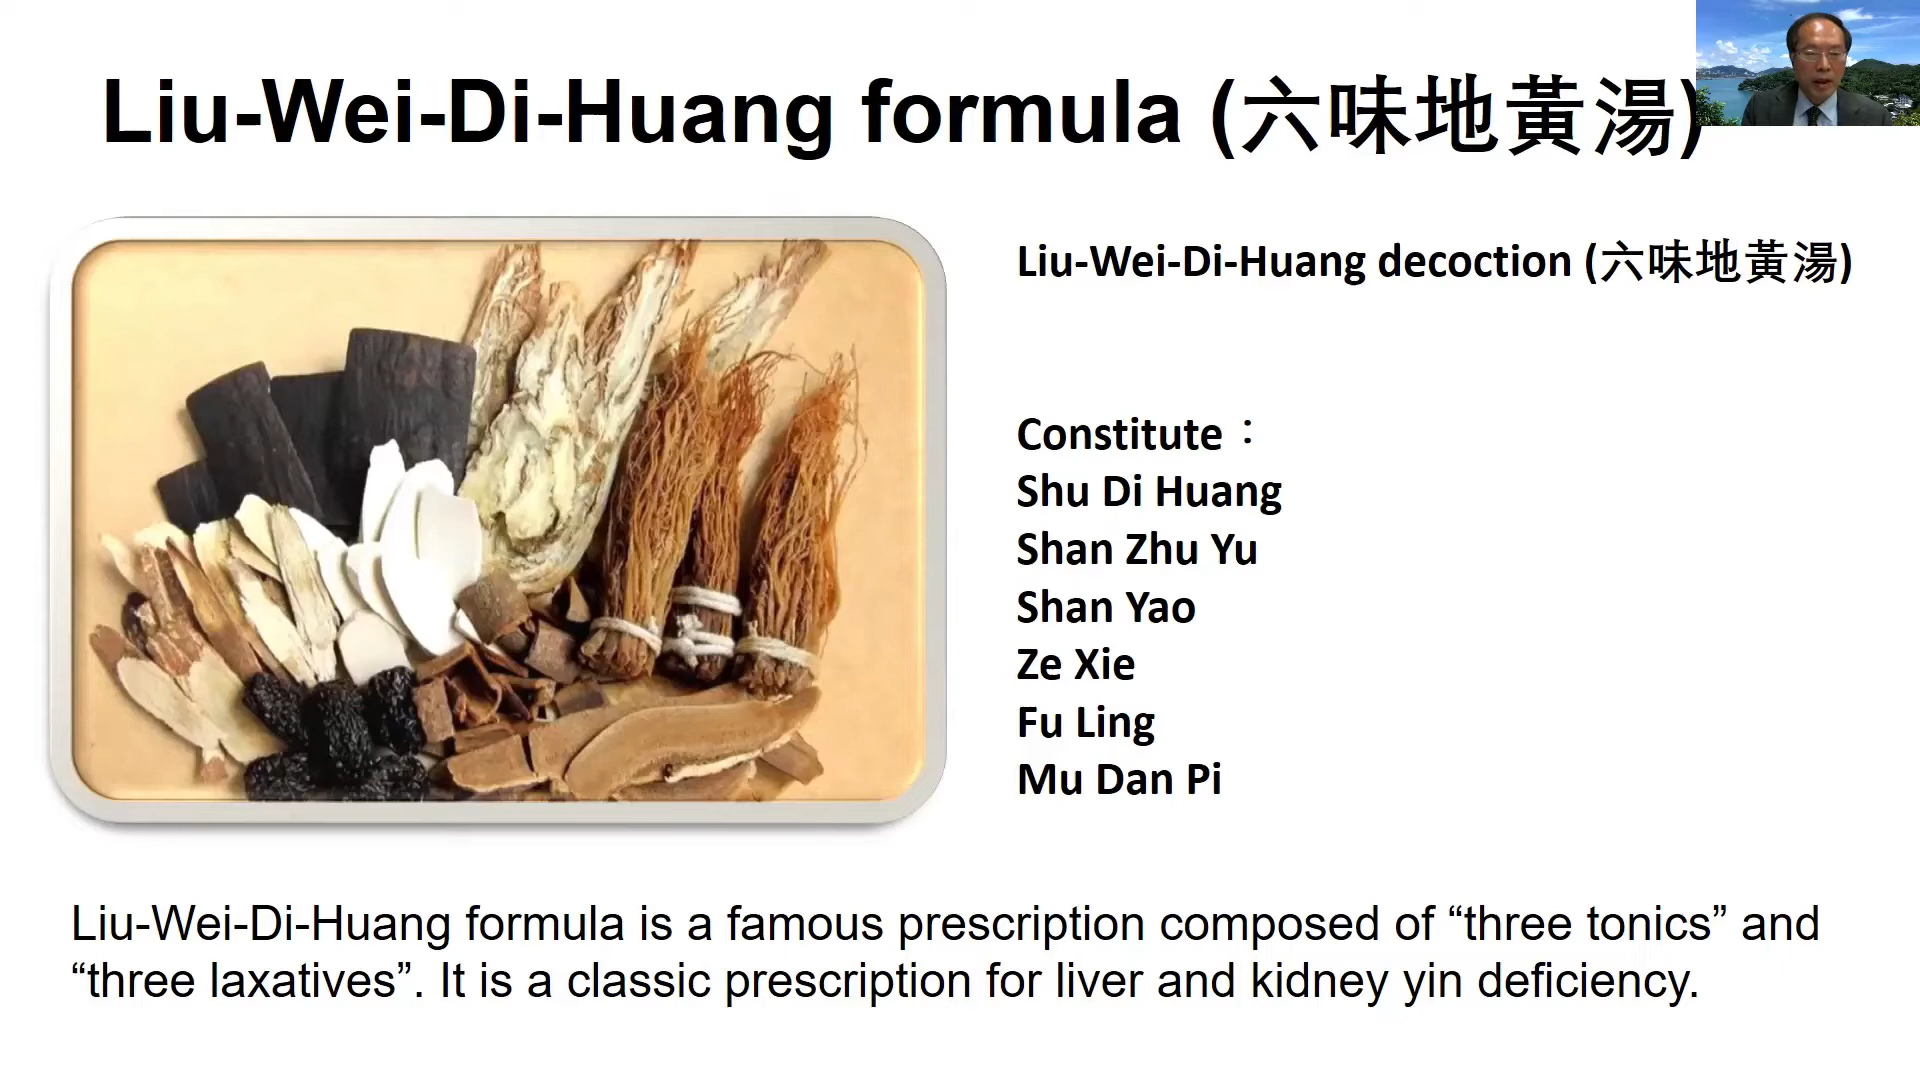 Liu-Wei-Di-Huang formula (六味地黃湯)
Liu-Wei-Di-Huang decoction (六味地黃湯)
Constitute：
Shu Di Huang
Shan Zhu Yu
Shan Yao
Ze Xie
Fu Ling
Mu Dan Pi
Liu-Wei-Di-Huang formula is a famous prescription composed of “three tonics” and
“three laxatives”. It is a classic prescription for liver and kidney yin deficiency.